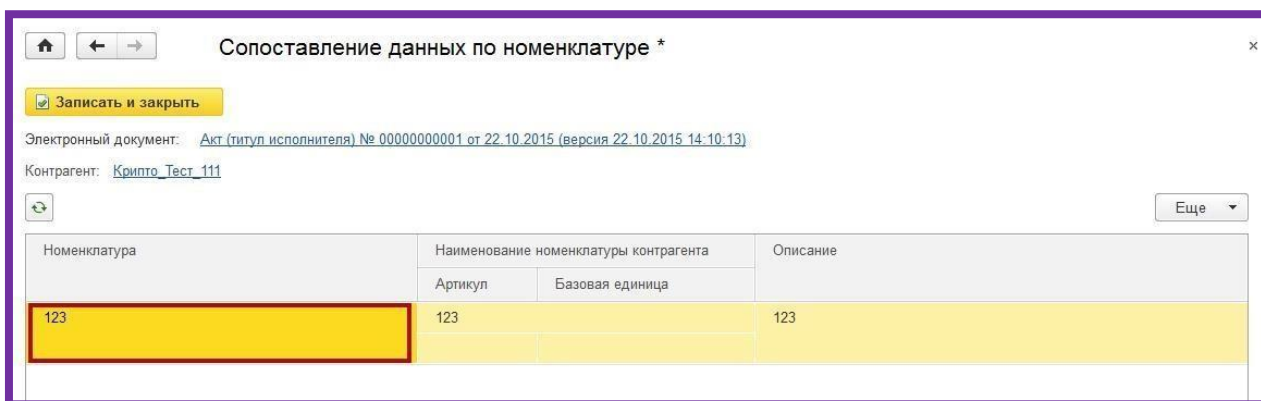 Сопоставление данных по номенклатуре *
Записать и закрыть
Электронный документ: Акт (титул исполнителя) № 00000000001 от 22.10.2015 (версия 22.10.2015 14:10:13)
Контрагент: Крипто_Тест_111
Еще
Номенклатура Наименование номенклатуры контрагента Описание
Артикул Базовая единица
123 123 123